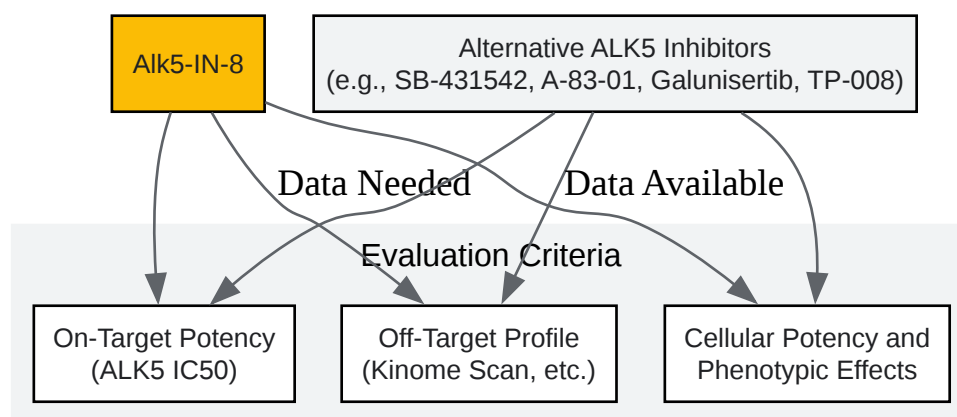 Alk5-IN-8
Alternative ALK5 Inhibitors
(e.g., SB-431542, A-83-01, Galunisertib, TP-008)
Data Needed
Data Available
Evaluation Criteria
On-Target Potency
(ALK5 IC50)
Off-Target Profile
(Kinome Scan, etc.)
Cellular Potency and
Phenotypic Effects